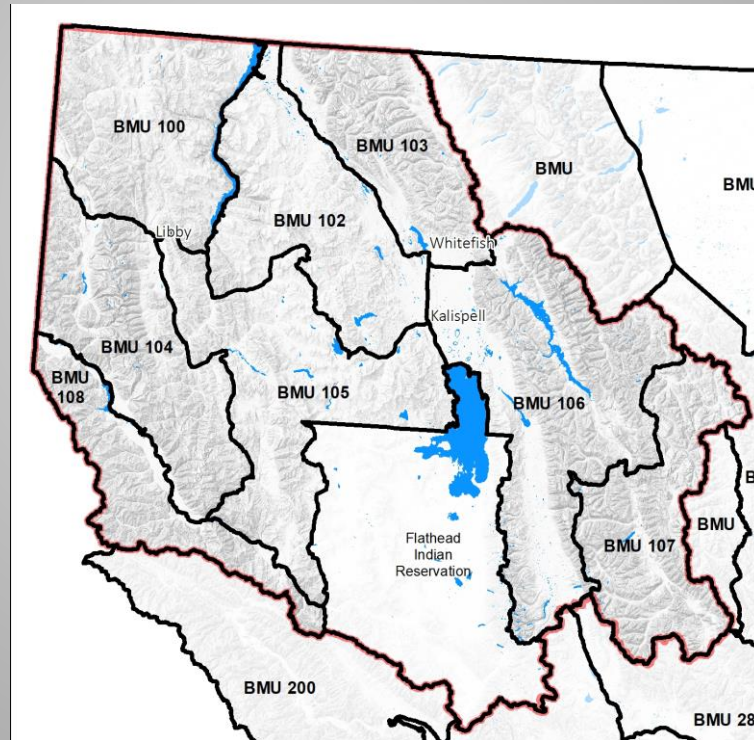 BMU 100
BMU 103
BMU
BMU
BMU 102
Libby
Whitefish
Kalispell
BMU 104
BMU
108
BMU 105
BMU 106
BMU
Flathead
Indian
Reservation
BMU 107
BMU 200
BMU 28